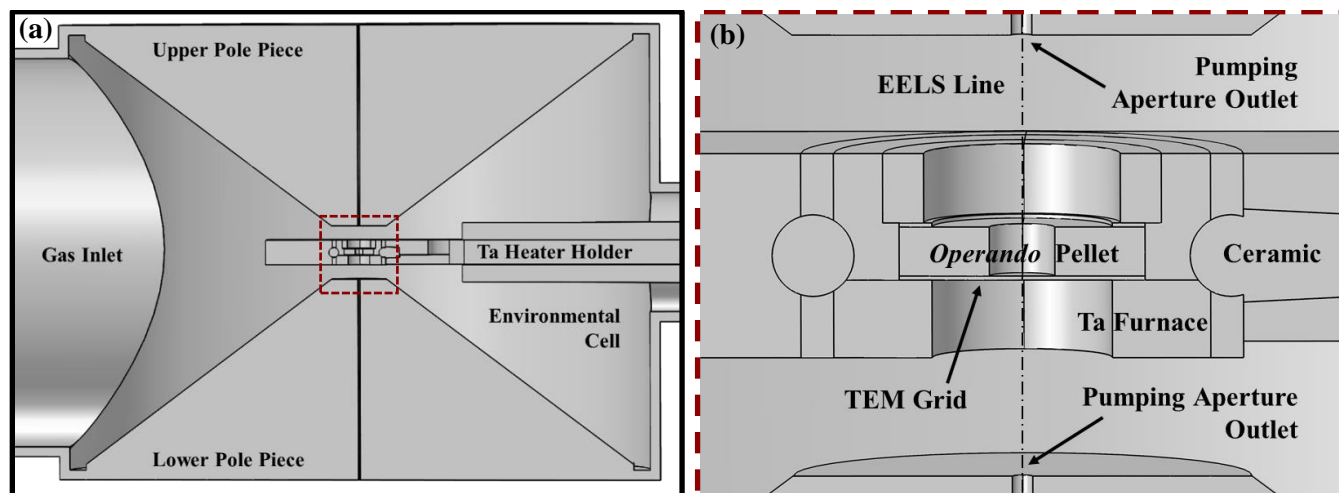 (a)
Upper Pole Piece
Gas Inlet
Ta Heater Holder
Environmental
Cell
Lower Pole Piece
(b)
Pumping
Aperture Outlet
EELS Line
Operando Pellet
Ceramic
Ta Furnace
TEM Grid
Pumping Aperture
Outlet